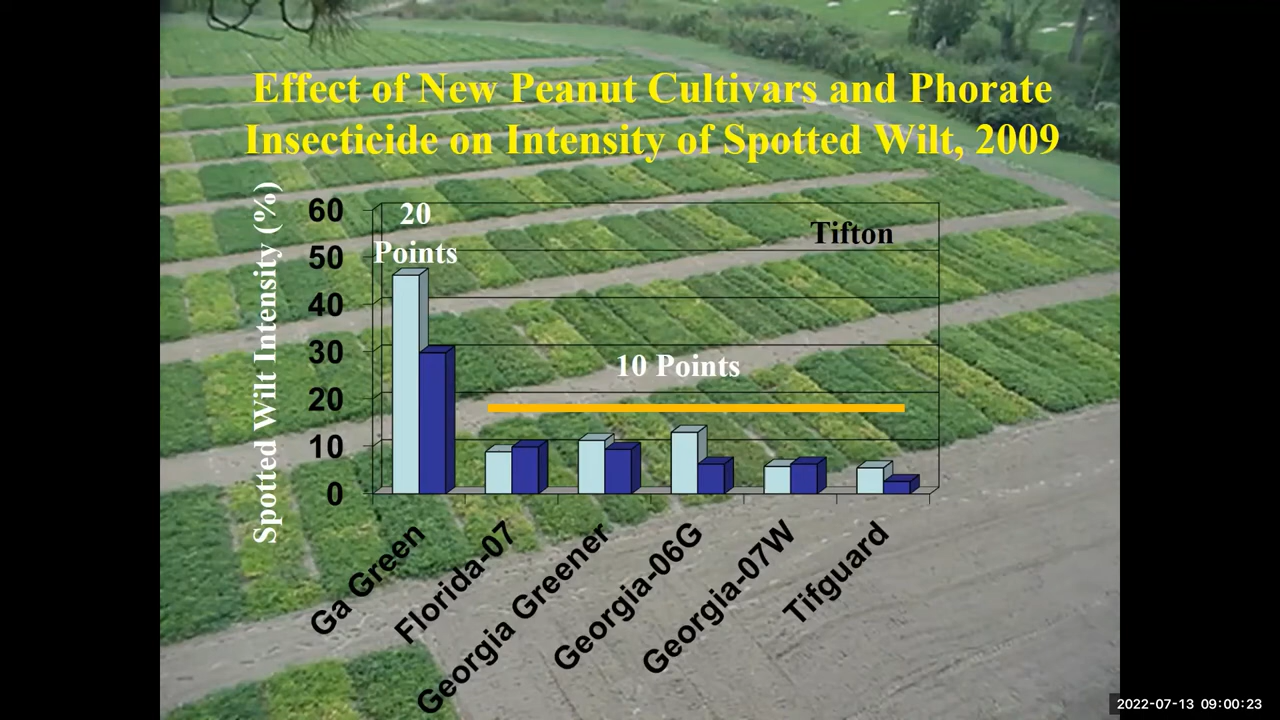 Effect of New Peanut Cultivars and Phorate
Insecticide on Intensity of Spotted Wilt, 2009
Spotted Wilt Intensity (%)
60
50
40
30
20
10
0
20
Points
Tifton
10 Points
Ga Green
Florida-07
Georgia Greener
Georgia-06G
Georgia-07W
Tifguard
2022-07-13 09:00:23